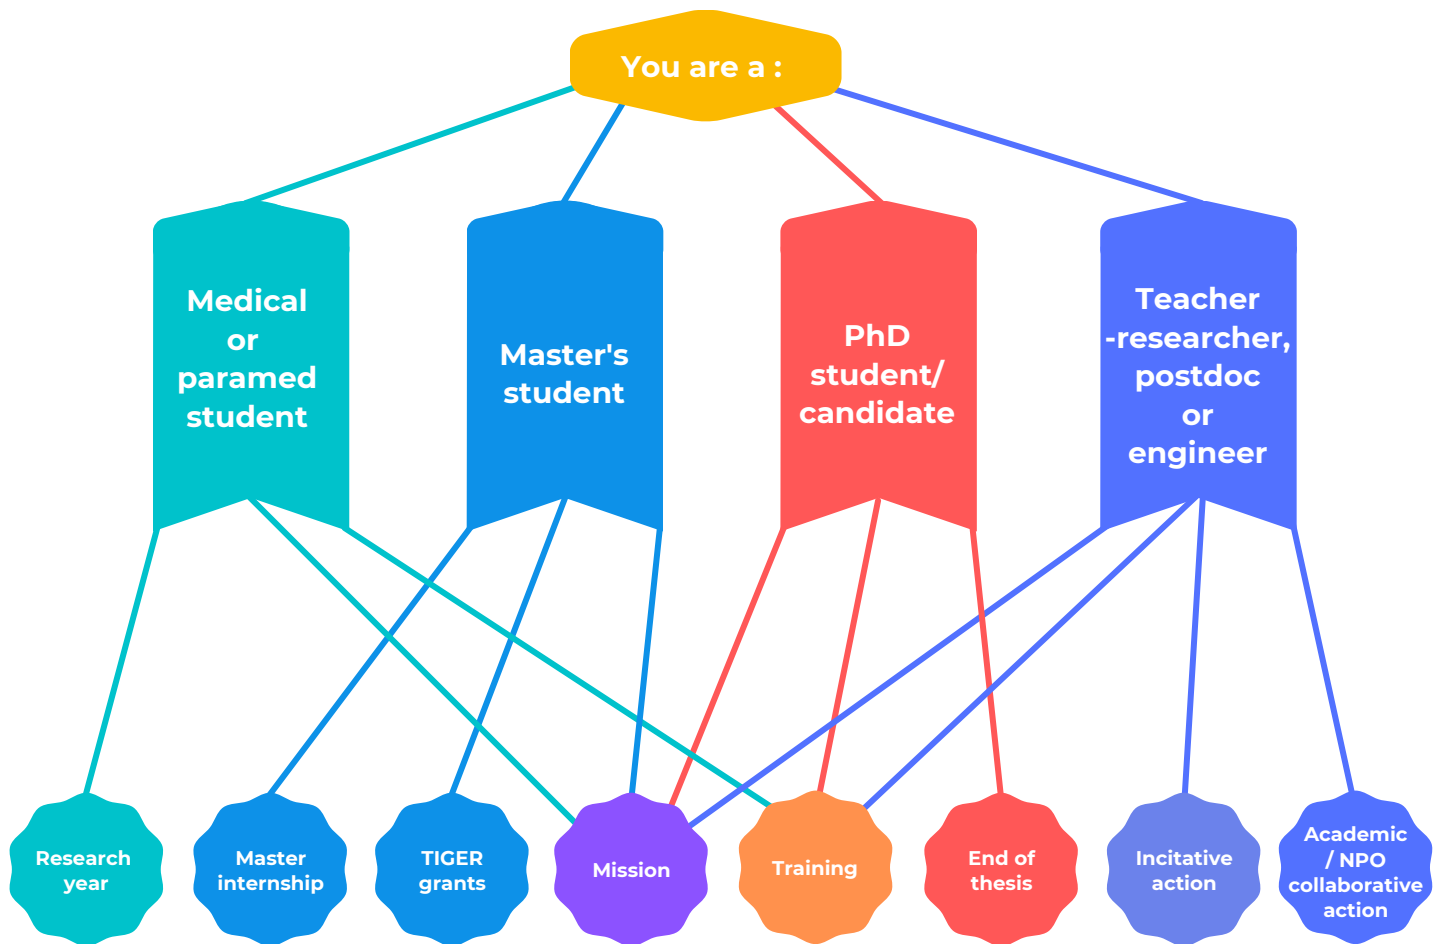 You are a :
Medical
or
paramed
student
Master's
student
PhD
student/
candidate
Teacher
-researcher,
postdoc
or
engineer
Research
year
Master
internship
TIGER
grants
Mission
Training
End of
thesis
Incitative
action
Academic
/ NPO
collaborative
action